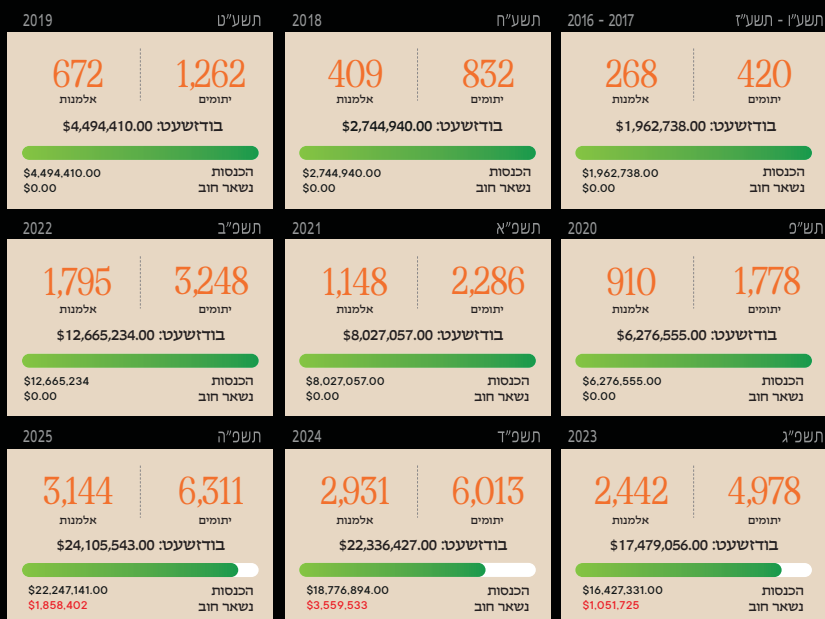 תשע״ו - תשע״ז 2016 - 2017
420 268
יתומים אלמנות
בודזשעט: $1,962,738.00
הכנסות $1,962,738.00
נשאר חוב $0.00
תשע״ח 2018
832 409
יתומים אלמנות
בודזשעט: $2,744,940.00
הכנסות $2,744,940.00
נשאר חוב $0.00
תשע״ט 2019
1,262 672
יתומים אלמנות
בודזשעט: $4,494,410.00
הכנסות $4,494,410.00
נשאר חוב $0.00
תש״פ 2020
1,778 910
יתומים אלמנות
בודזשעט: $6,276,555.00
הכנסות $6,276,555.00
נשאר חוב $0.00
תשפ״א 2021
2,286 1,148
יתומים אלמנות
בודזשעט: $8,027,057.00
הכנסות $8,027,057.00
נשאר חוב $0.00
תשפ״ב 2022
3,248 1,795
יתומים אלמנות
בודזשעט: $12,665,234.00
הכנסות $12,665,234
נשאר חוב $0.00
תשפ״ג 2023
4,978 2,442
יתומים אלמנות
בודזשעט: $17,479,056.00
הכנסות $16,427,331.00
נשאר חוב $1,051,725
תשפ״ד 2024
6,013 2,931
יתומים אלמנות
בודזשעט: $22,336,427.00
הכנסות $18,776,894.00
נשאר חוב $3,559,533
תשפ״ה 2025
6,311 3,144
יתומים אלמנות
בודזשעט: $24,105,543.00
הכנסות $22,247,141.00
נשאר חוב $1,858,402